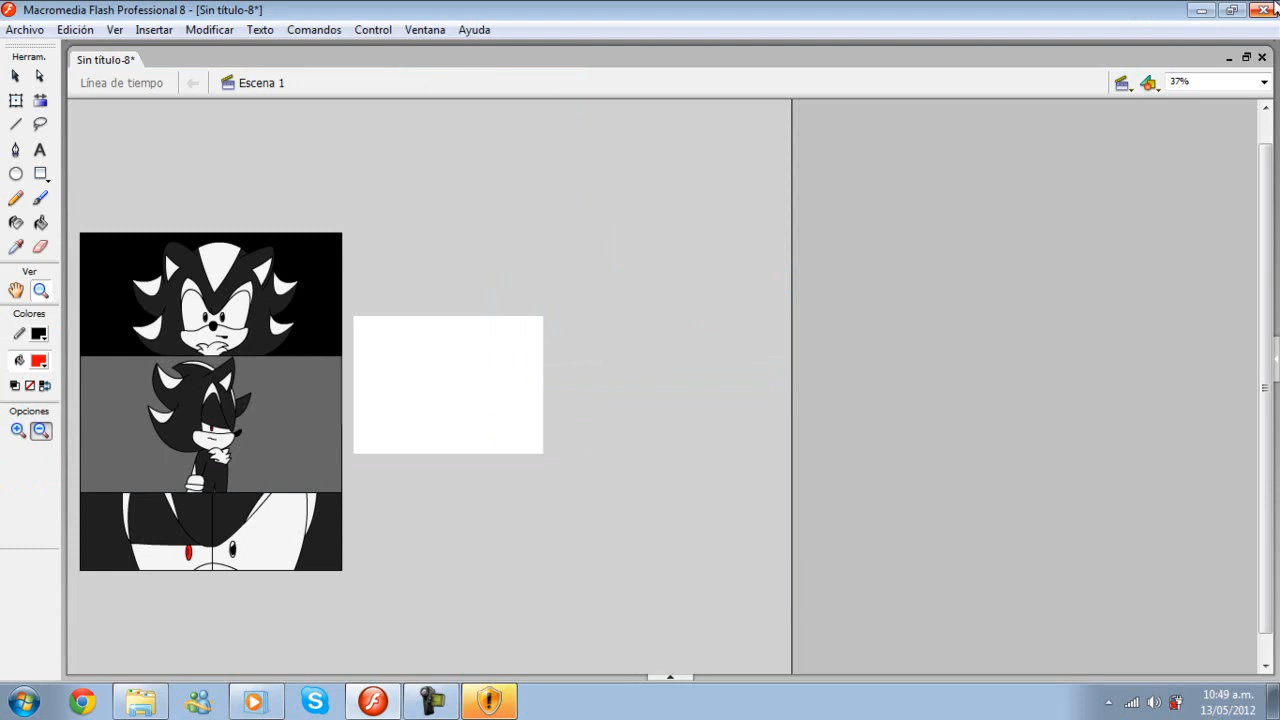 Macromedia Flash Professional 8 - [Sin título-8*]
Archivo Edición Ver Insertar Modificar Texto Comandos Control Ventana Ayuda
Herram.
Sin título-8*
Línea de tiempo
Escena 1
37%
Ver
Colores
Opciones
10:49 a.m.
13/05/2012